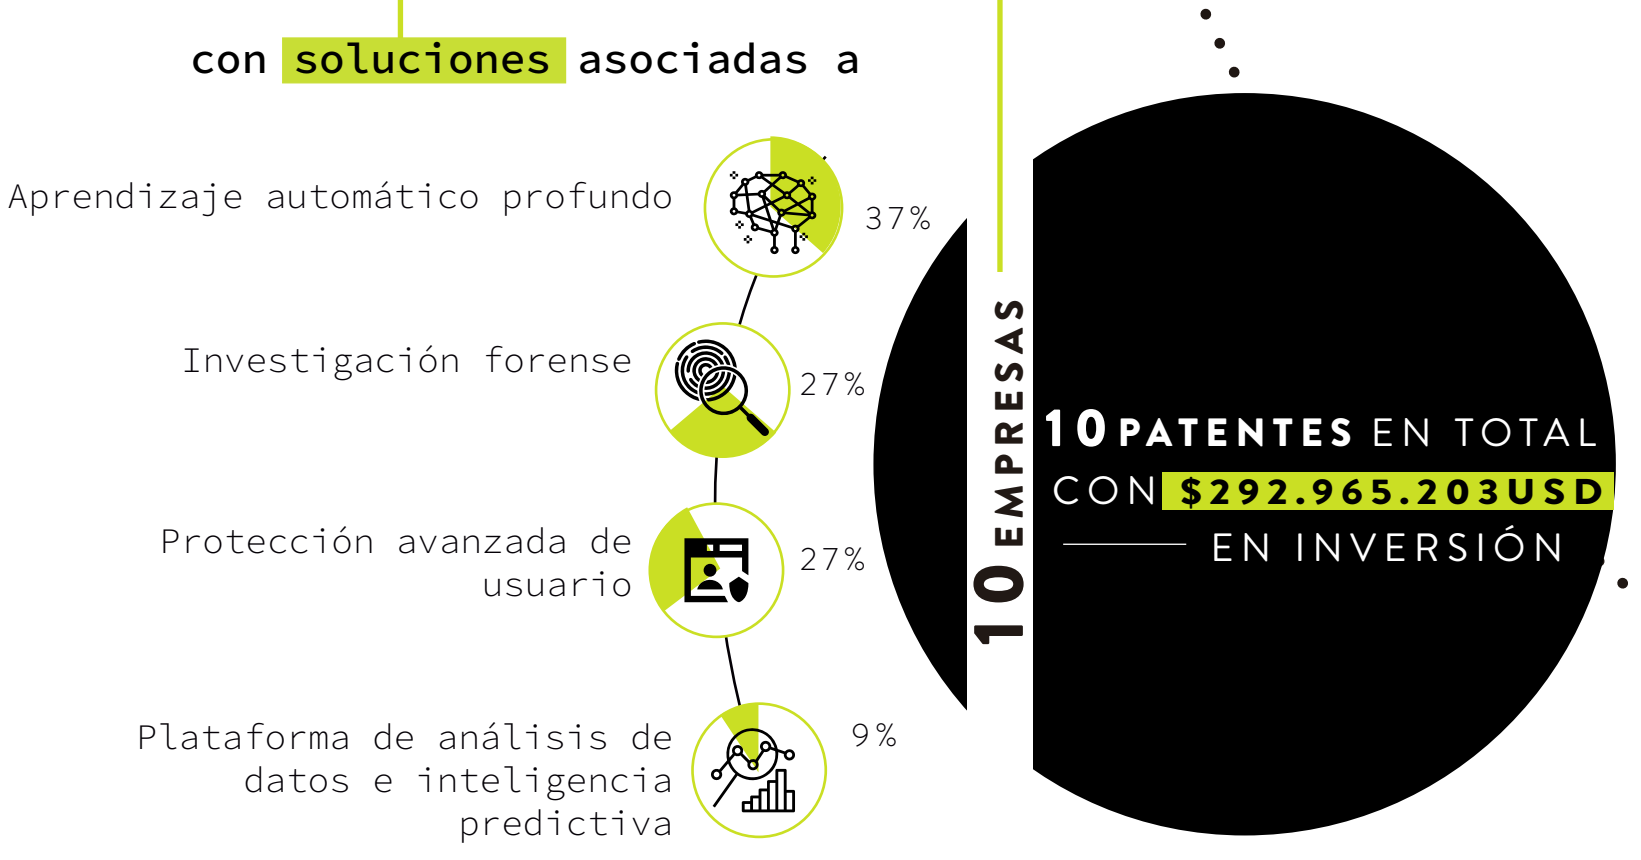 con soluciones asociadas a
Aprendizaje automático profundo
37%
Investigación forense
27%
Protección avanzada de
usuario
27%
Plataforma de análisis de
datos e inteligencia
predictiva
9%
10 EMPRESAS
10 PATENTES EN TOTAL
CON $292.965.203USD
EN INVERSIÓN